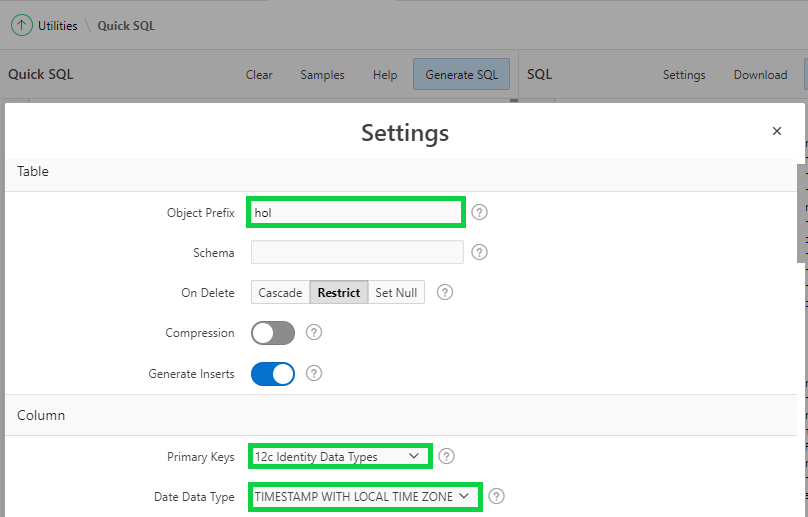 Utilities \ Quick SQL
Quick SQL Clear Samples Help Generate SQL SQL Settings Download
Settings
Table
Object Prefix hol
Schema
On Delete Cascade Restrict Set Null
Compression
Generate Inserts
Column
Primary Keys 12c Identity Data Types
Date Data Type TIMESTAMP WITH LOCAL TIME ZONE